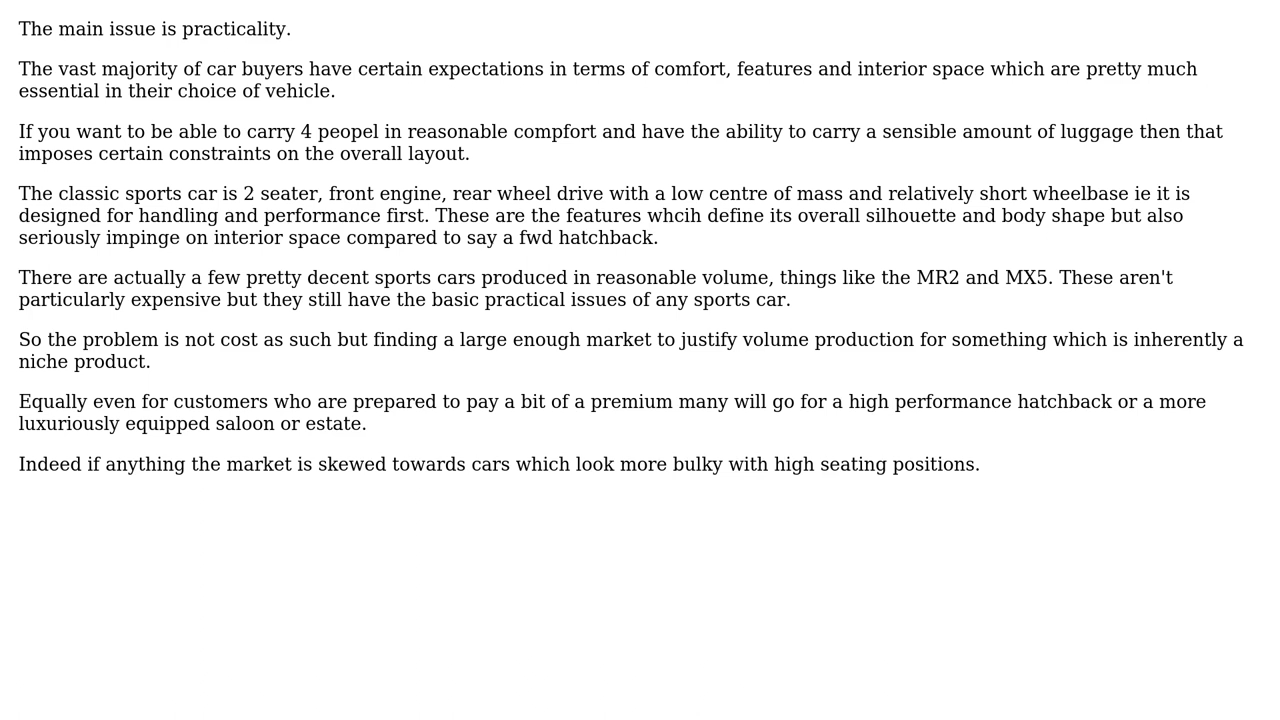 The main issue is practicality.
The vast majority of car buyers have certain expectations in terms of comfort, features and interior space which are pretty much
essential in their choice of vehicle.
If you want to be able to carry 4 peopel in reasonable compfort and have the ability to carry a sensible amount of luggage then that
imposes certain constraints on the overall layout.
The classic sports car is 2 seater, front engine, rear wheel drive with a low centre of mass and relatively short wheelbase ie it is
designed for handling and performance first. These are the features whcih define its overall silhouette and body shape but also
seriously impinge on interior space compared to say a fwd hatchback.
There are actually a few pretty decent sports cars produced in reasonable volume, things like the MR2 and MX5. These aren't
particularly expensive but they still have the basic practical issues of any sports car.
So the problem is not cost as such but finding a large enough market to justify volume production for something which is inherently a
niche product.
Equally even for customers who are prepared to pay a bit of a premium many will go for a high performance hatchback or a more
luxuriously equipped saloon or estate.
Indeed if anything the market is skewed towards cars which look more bulky with high seating positions.